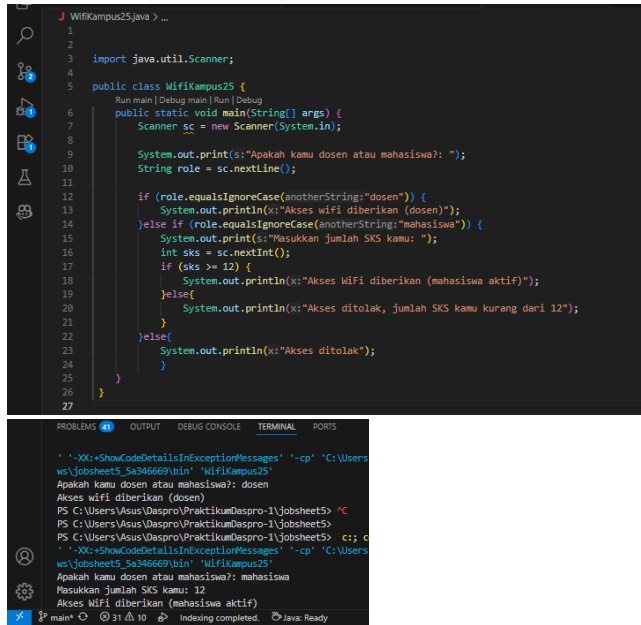 J WifiKampus25.java > ...
1
2
3 import java.util.Scanner;
4
5 public class WifiKampus25 {
Run main | Debug main | Run | Debug
6 public static void main(String[] args) {
7 Scanner sc = new Scanner(System.in);
8
9 System.out.print(s:"Apakah kamu dosen atau mahasiswa?: ");
10 String role = sc.nextLine();
11
12 if (role.equalsIgnoreCase(anotherString:"dosen")) {
13 System.out.println(x:"Akses wifi diberikan (dosen)");
14 }else if (role.equalsIgnoreCase(anotherString:"mahasiswa")) {
15 System.out.print(s:"Masukkan jumlah SKS kamu: ");
16 int sks = sc.nextInt();
17 if (sks >= 12) {
18 System.out.println(x:"Akses WiFi diberikan (mahasiswa aktif)");
19 }else{
20 System.out.println(x:"Akses ditolak, jumlah SKS kamu kurang dari 12");
21 }
22 }else{
23 System.out.println(x:"Akses ditolak");
24 }
25 }
26 }
27
2
1
PROBLEMS 41 OUTPUT DEBUG CONSOLE TERMINAL PORTS
' '-XX:+ShowCodeDetailsInExceptionMessages' '-cp' 'C:\Users
ws\jobsheet5_5a346669\bin' 'WifiKampus25'
Apakah kamu dosen atau mahasiswa?: dosen
Akses wifi diberikan (dosen)
PS C:\Users\Asus\Daspro\PraktikumDaspro-1\jobsheet5> ^C
PS C:\Users\Asus\Daspro\PraktikumDaspro-1\jobsheet5>
PS C:\Users\Asus\Daspro\PraktikumDaspro-1\jobsheet5> c:; c
' '-XX:+ShowCodeDetailsInExceptionMessages' '-cp' 'C:\Users
ws\jobsheet5_5a346669\bin' 'WifiKampus25'
Apakah kamu dosen atau mahasiswa?: mahasiswa
Masukkan jumlah SKS kamu: 12
Akses WiFi diberikan (mahasiswa aktif)
main* 31 10 Indexing completed. Java: Ready